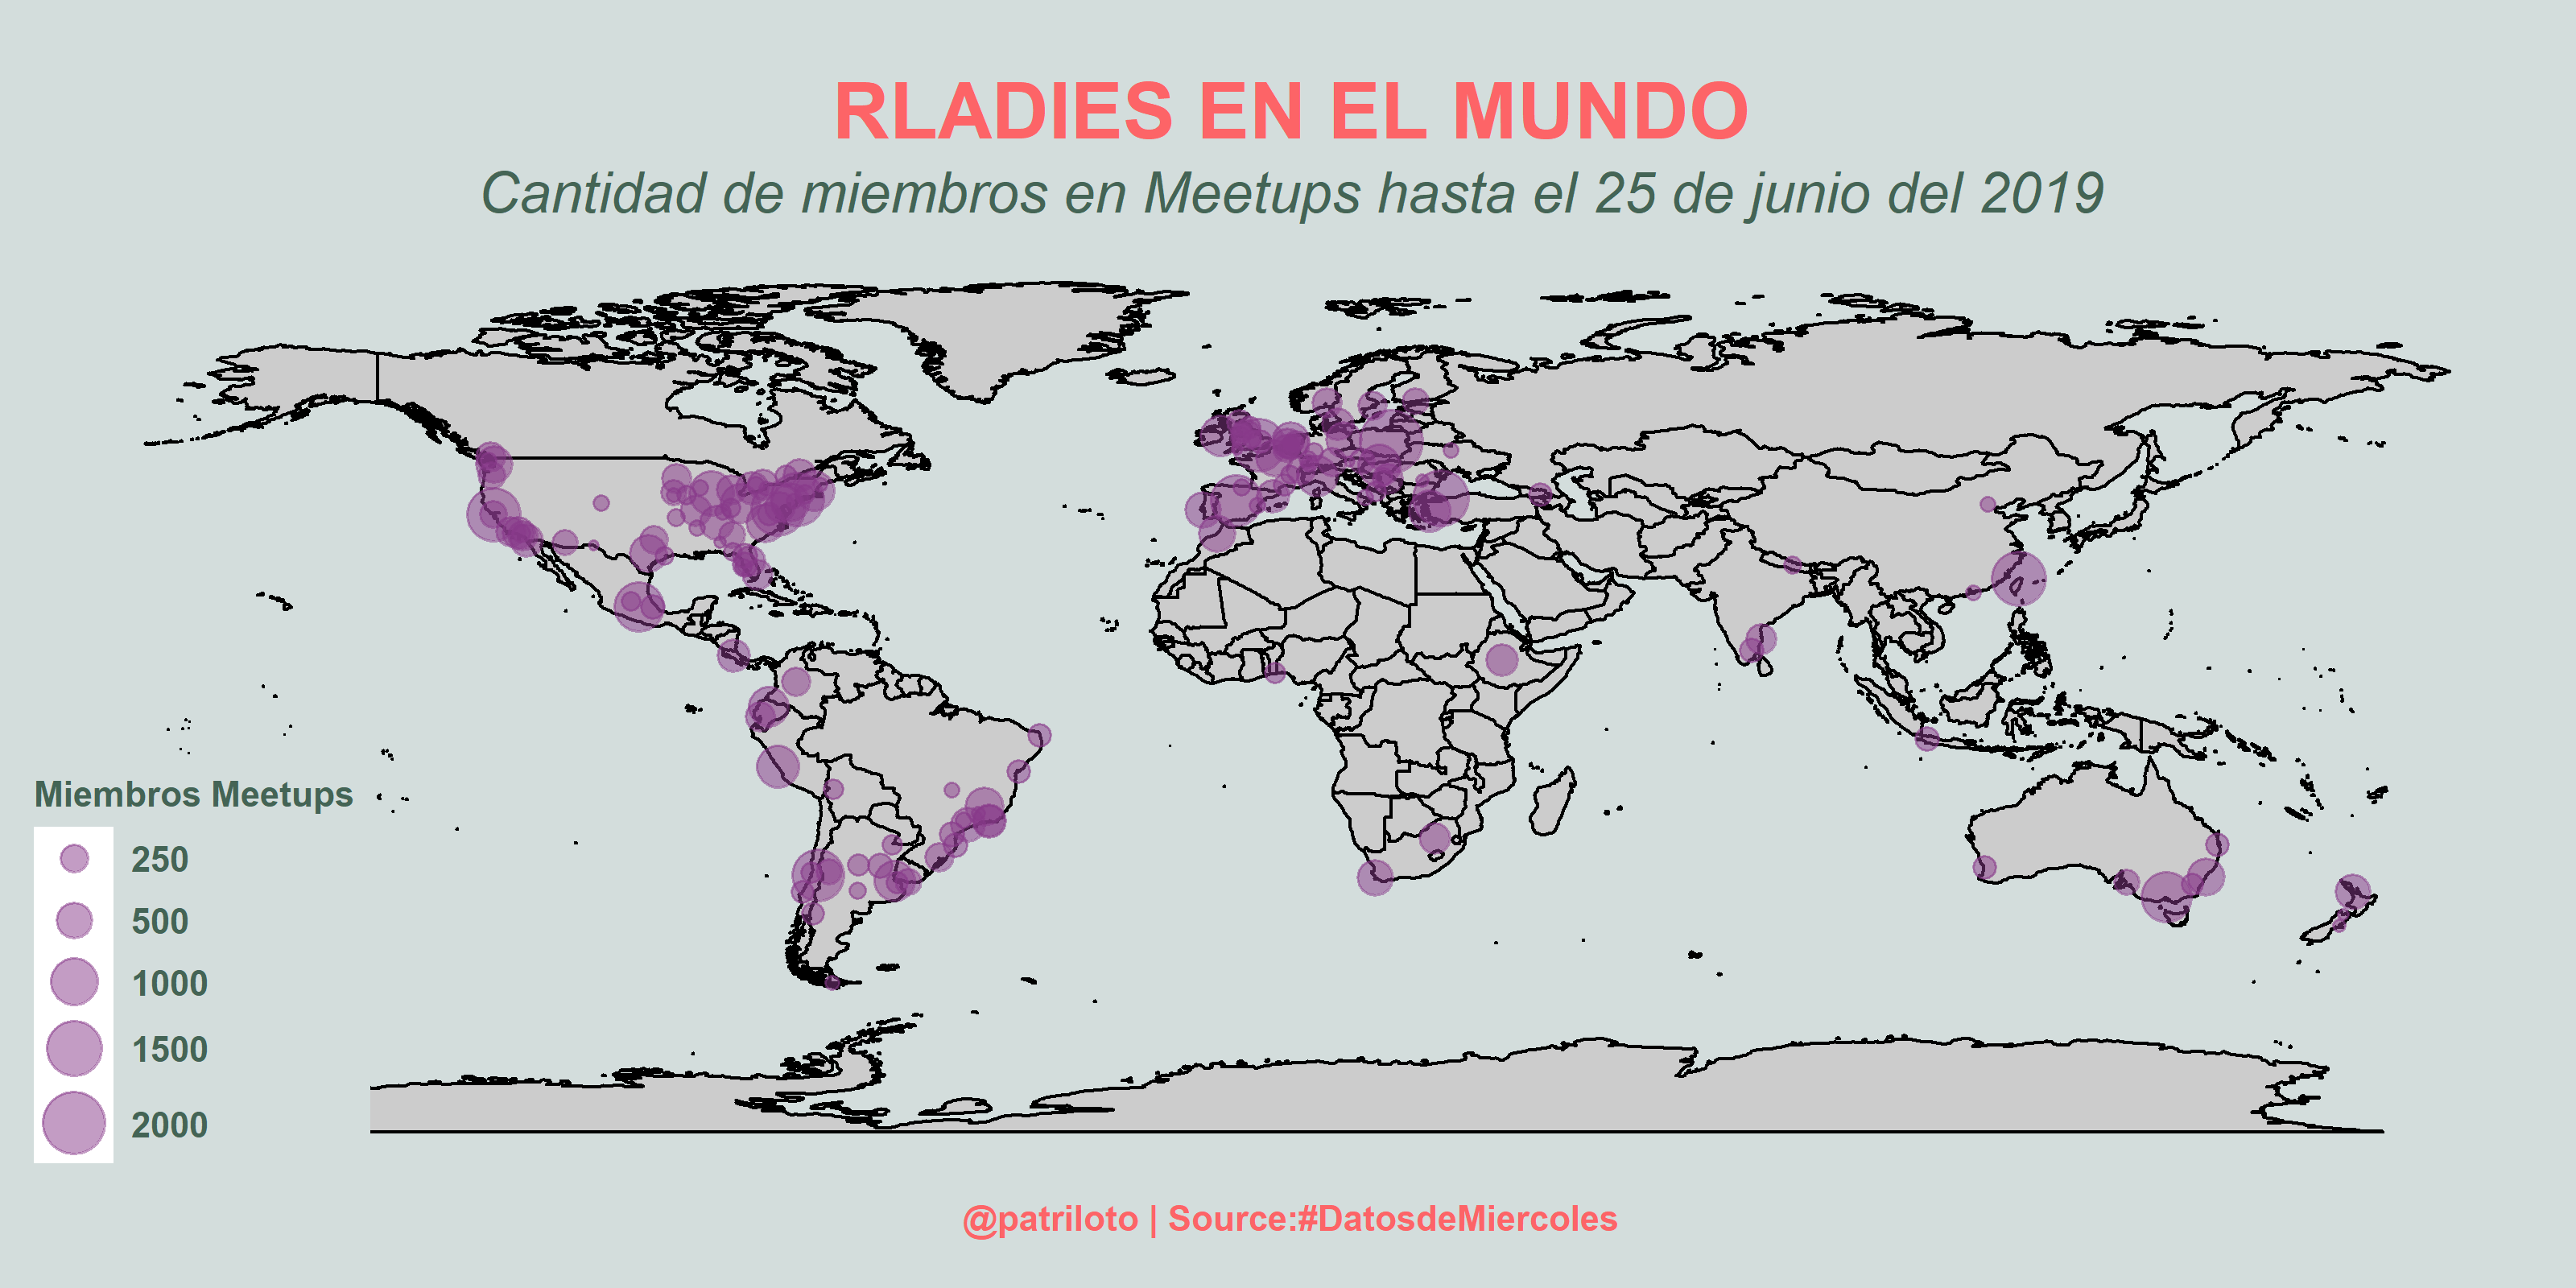 RLADIES EN EL MUNDO
Cantidad de miembros en Meetups hasta el 25 de junio del 2019
Miembros Meetups
250
500
1000
1500
2000
@patriloto | Source:#DatosdeMiercoles